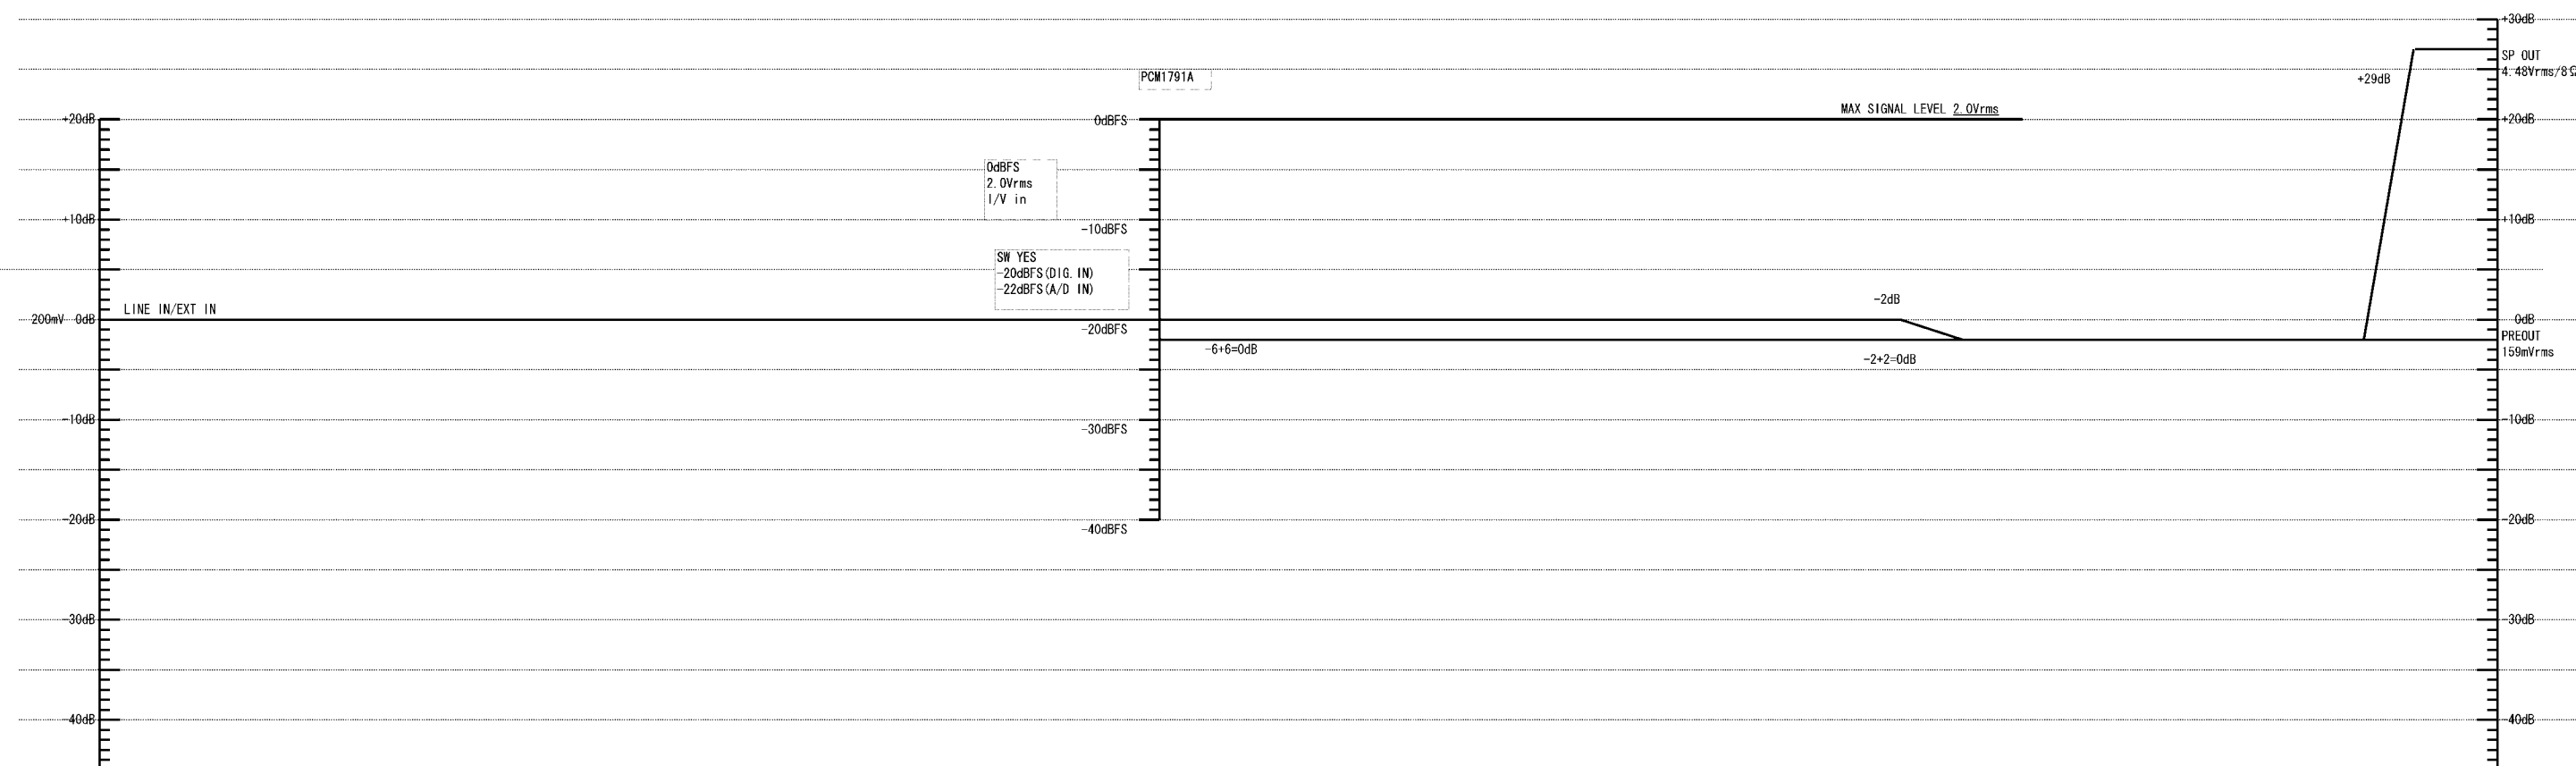 +30dB
SP OUT
4.48Vrms/8Ω
+29dB
PCM1791A
MAX SIGNAL LEVEL 2.0Vrms
+20dB
0dBFS
+20dB
0dBFS
2.0Vrms
I/V in
+10dB
-10dBFS
+10dB
SW YES
-20dBFS(DIG. IN)
-22dBFS(A/D IN)
LINE IN/EXT IN
-2dB
200mV 0dB
-20dBFS
0dB
PREOUT
159mVrms
-6+6=0dB
-2+2=0dB
-10dB
-30dBFS
-10dB
-20dB
-40dBFS
-20dB
-30dB
-30dB
-40dB
-40dB